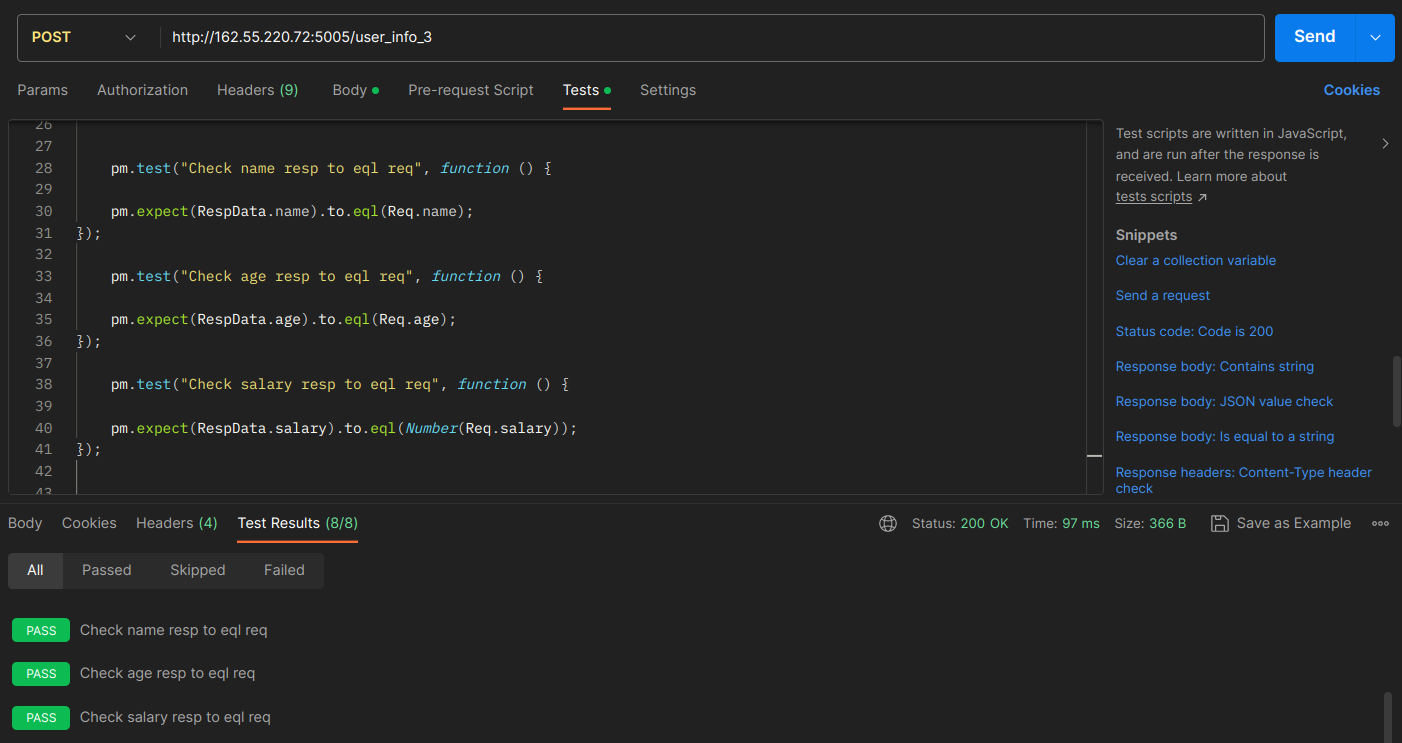 POST http://162.55.220.72:5005/user_info_3 Send
Params Authorization Headers (9) Body Pre-request Script Tests Settings Cookies
26
27
28 pm.test("Check name resp to eql req", function () {
29
30 pm.expect(RespData.name).to.eql(Req.name);
31 });
32
33 pm.test("Check age resp to eql req", function () {
34
35 pm.expect(RespData.age).to.eql(Req.age);
36 });
37
38 pm.test("Check salary resp to eql req", function () {
39
40 pm.expect(RespData.salary).to.eql(Number(Req.salary));
41 });
42
43
Test scripts are written in JavaScript,
and are run after the response is
received. Learn more about
tests scripts ↗
Snippets
Clear a collection variable
Send a request
Status code: Code is 200
Response body: Contains string
Response body: JSON value check
Response body: Is equal to a string
Response headers: Content-Type header
check
Body Cookies Headers (4) Test Results (8/8) Status: 200 OK Time: 97 ms Size: 366 B Save as Example
All Passed Skipped Failed
PASS Check name resp to eql req
PASS Check age resp to eql req
PASS Check salary resp to eql req